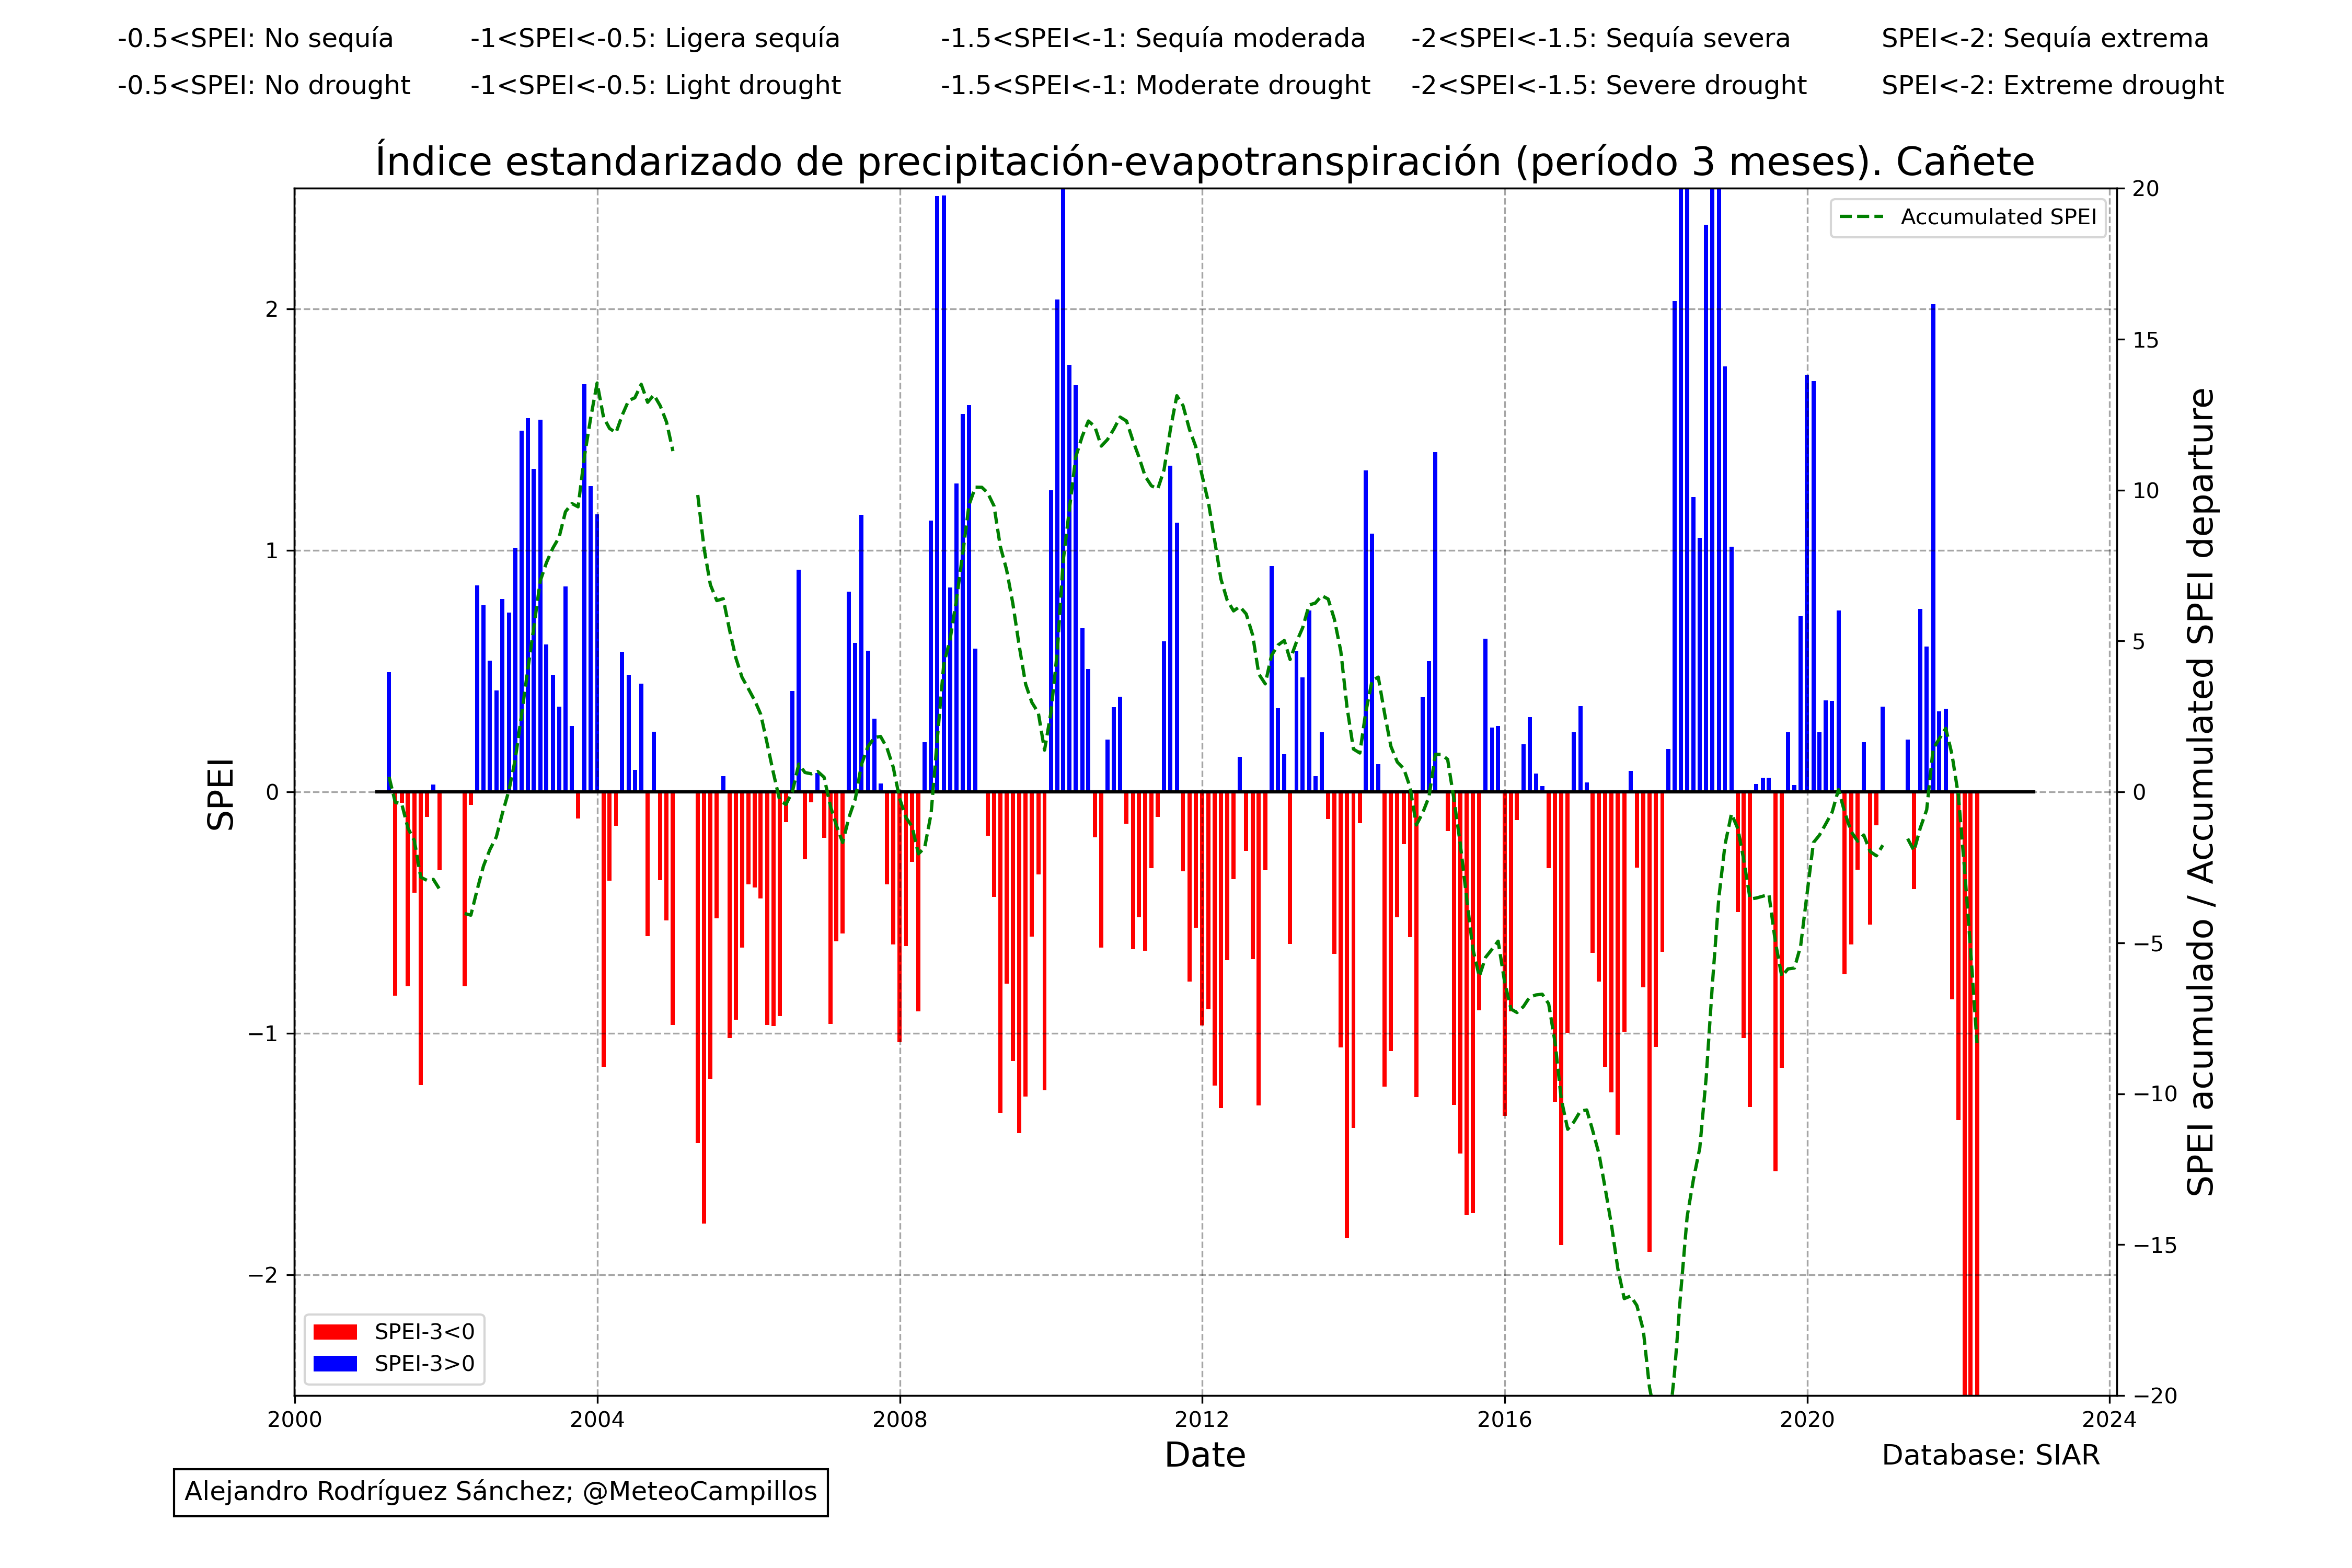 -0.5<SPEI: No sequía -1<SPEI<-0.5: Ligera sequía -1.5<SPEI<-1: Sequía moderada -2<SPEI<-1.5: Sequía severa SPEI<-2: Sequía extrema
-0.5<SPEI: No drought -1<SPEI<-0.5: Light drought -1.5<SPEI<-1: Moderate drought -2<SPEI<-1.5: Severe drought SPEI<-2: Extreme drought
Índice estandarizado de precipitación-evapotranspiración (período 3 meses). Cañete
Accumulated SPEI
SPEI
2
1
0
−1
−2
20
15
10
5
0
−5
−10
−15
−20
SPEI acumulado / Accumulated SPEI departure
SPEI-3<0
SPEI-3>0
2000 2004 2008 2012 2016 2020 2024
Date
Database: SIAR
Alejandro Rodríguez Sánchez; @MeteoCampillos